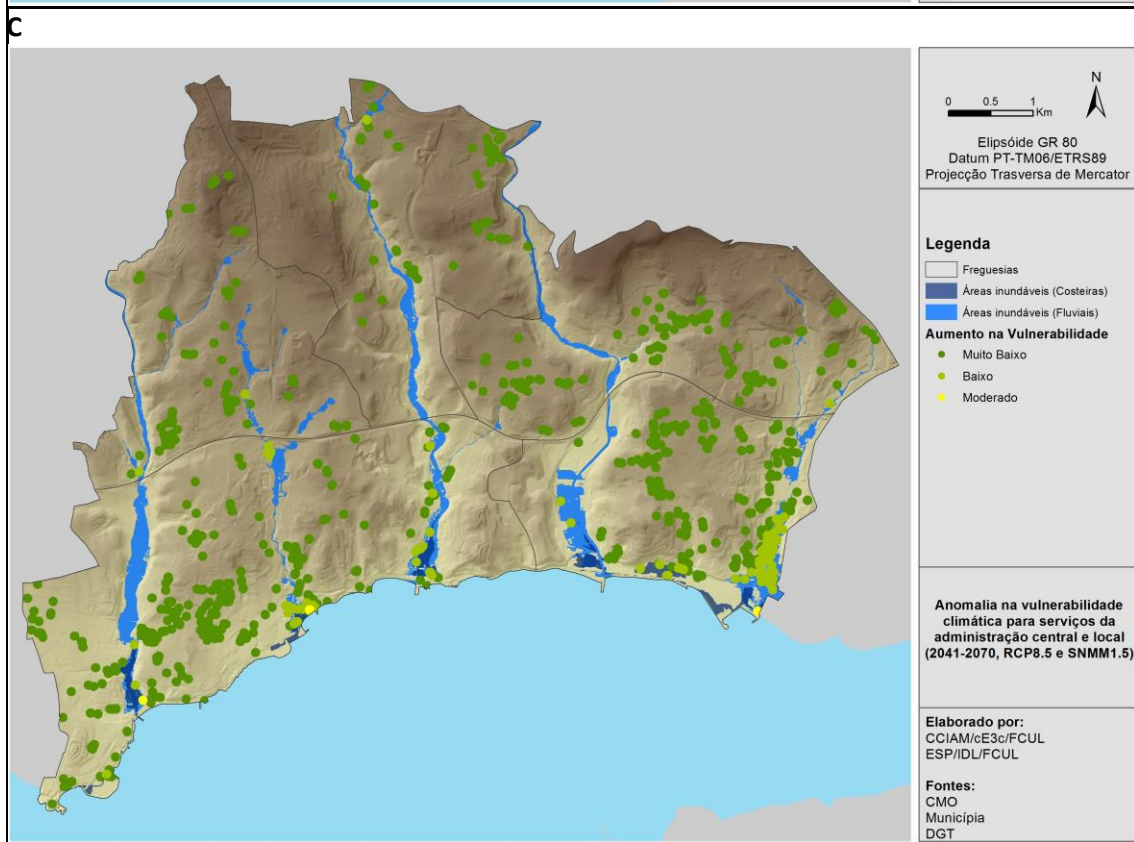 C
N
0 0.5 1
Km
Elipsóide GR 80
Datum PT-TM06/ETRS89
Projecção Trasversa de Mercator
Legenda
Freguesias
Áreas inundáveis (Costeiras)
Áreas inundáveis (Fluviais)
Aumento na Vulnerabilidade
Muito Baixo
Baixo
Moderado
Anomalia na vulnerabilidade
climática para serviços da
administração central e local
(2041-2070, RCP8.5 e SNMM1.5)
Elaborado por:
CCIAM/cE3c/FCUL
ESP/IDL/FCUL
Fontes:
CMO
Municípia
DGT